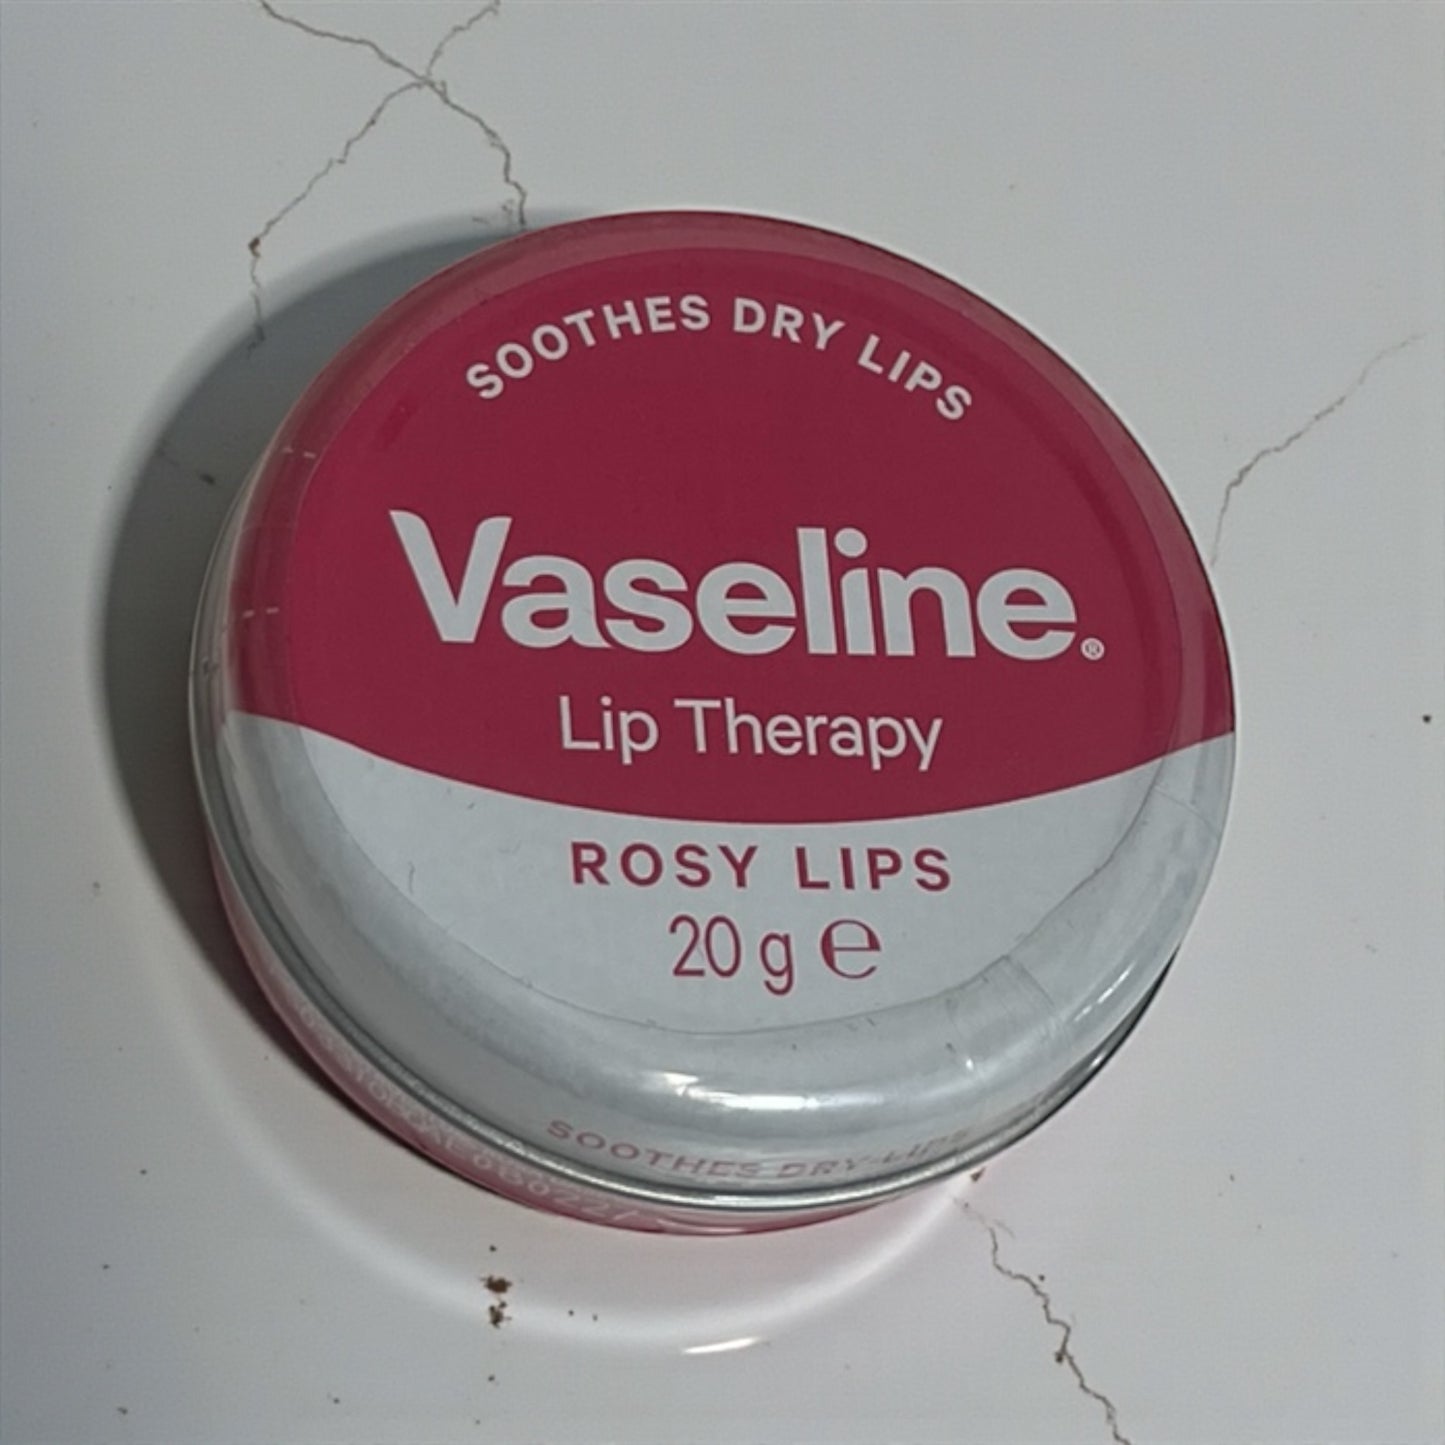 SOOTHES DRY LIPS
Vaseline®
Lip Therapy
ROSY LIPS
20 g ℮
SOOTHES DRY LIPS